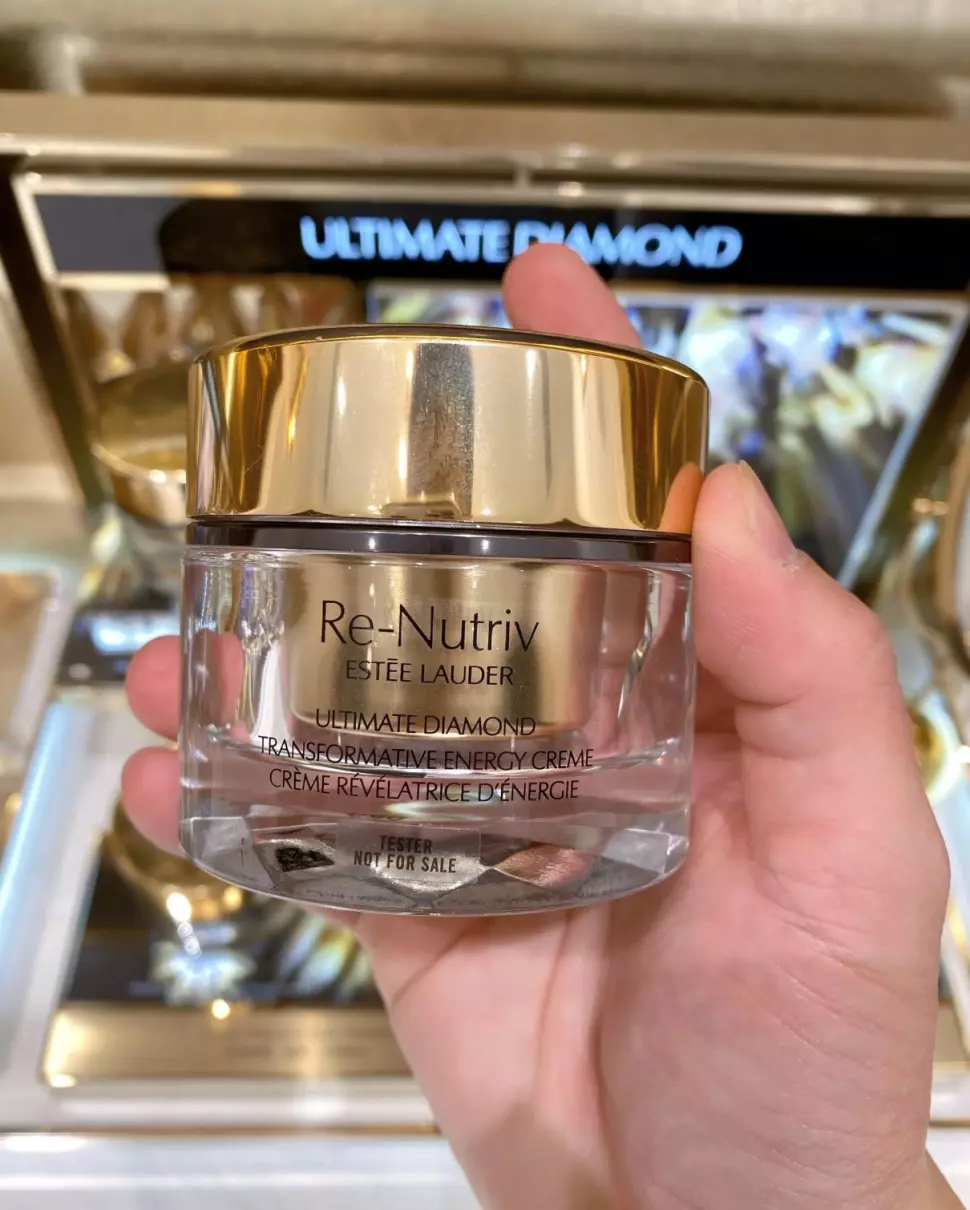 ULTIMATE DIAMOND
Re-Nutriv
ESTĒE LAUDER
ULTIMATE DIAMOND
TRANSFORMATIVE ENERGY CREME
CRÈME RÉVÉLATRICE D'ÉNERGIE
TESTER
NOT FOR SALE